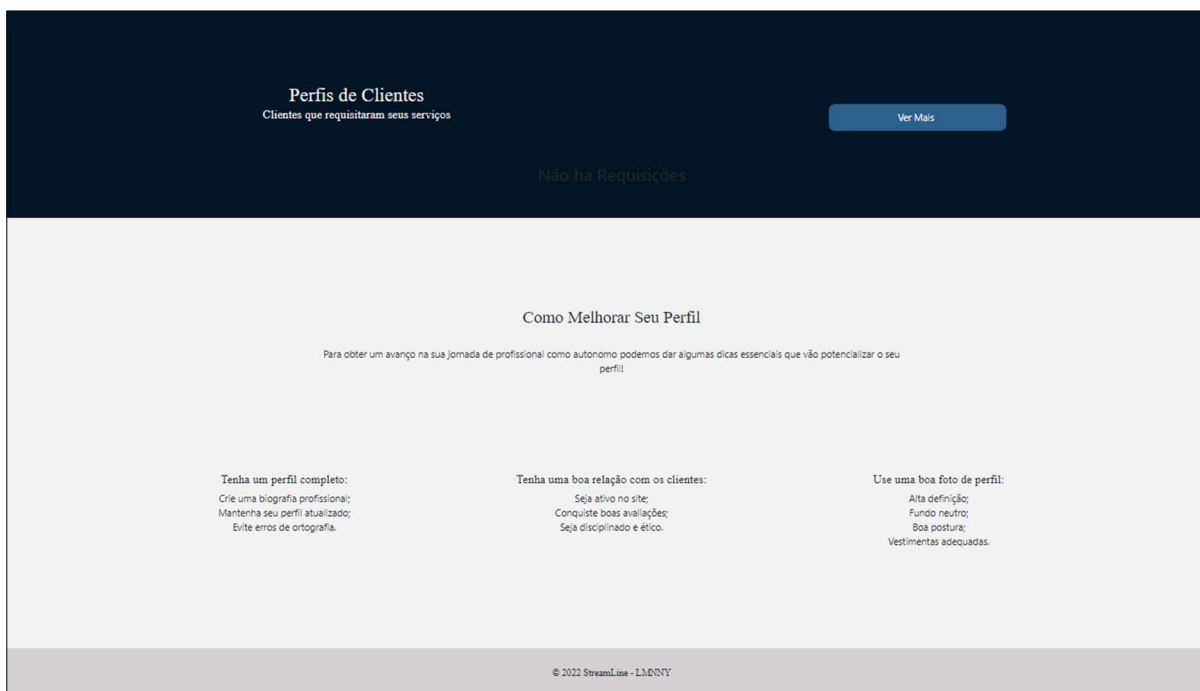 Perfis de Clientes
Clientes que requisitaram seus serviços
Ver Mais
Não há Requisições
Como Melhorar Seu Perfil
Para obter um avanço na sua jornada de profissional como autonomo podemos dar algumas dicas essenciais que vão potencializar o seu
perfil!
Tenha um perfil completo:
Crie uma biografia profissional;
Mantenha seu perfil atualizado;
Evite erros de ortografia.
Tenha uma boa relação com os clientes:
Seja ativo no site;
Conquiste boas avaliações;
Seja disciplinado e ético.
Use uma boa foto de perfil:
Alta definição;
Fundo neutro;
Boa postura;
Vestimentas adequadas.
© 2022 StreamLine - LMNNY